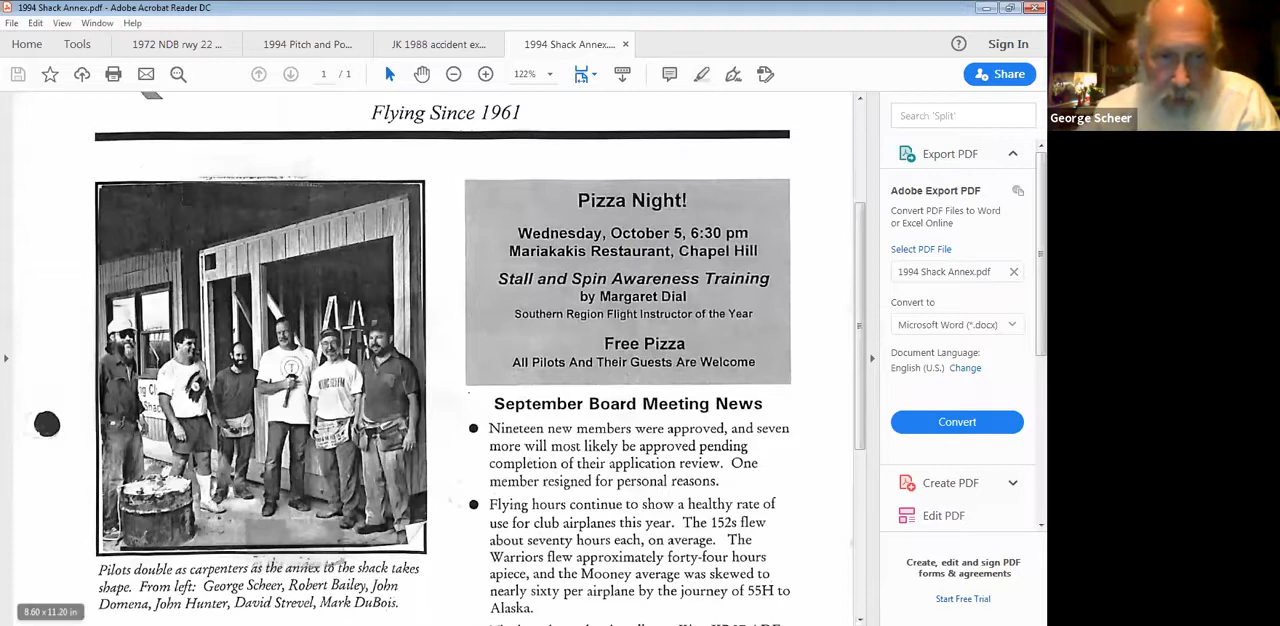 1994 Shack Annex.pdf - Adobe Acrobat Reader DC
File Edit View Window Help
Home Tools 1972 NDB rwy 22 ... 1994 Pitch and Po... JK 1988 accident ex... 1994 Shack Annex.... × Sign In
1 / 1 122% Share
Flying Since 1961
Pizza Night!
Wednesday, October 5, 6:30 pm
Mariakakis Restaurant, Chapel Hill
Stall and Spin Awareness Training
by Margaret Dial
Southern Region Flight Instructor of the Year
Free Pizza
All Pilots And Their Guests Are Welcome
September Board Meeting News
● Nineteen new members were approved, and seven
more will most likely be approved pending
completion of their application review. One
member resigned for personal reasons.
● Flying hours continue to show a healthy rate of
use for club airplanes this year. The 152s flew
about seventy hours each, on average. The
Warriors flew approximately forty-four hours
apiece, and the Mooney average was skewed to
nearly sixty per airplane by the journey of 55H to
Alaska.
Pilots double as carpenters as the annex to the shack takes
shape. From left: George Scheer, Robert Bailey, John
Domena, John Hunter, David Strevel, Mark DuBois.
8.60 x 11.20 in
Search 'Split'
Export PDF
Adobe Export PDF
Convert PDF Files to Word
or Excel Online
Select PDF File
1994 Shack Annex.pdf
Convert to
Microsoft Word (*.docx)
Document Language:
English (U.S.) Change
Convert
Create PDF
Edit PDF
Create, edit and sign PDF
forms & agreements
Start Free Trial
George Scheer